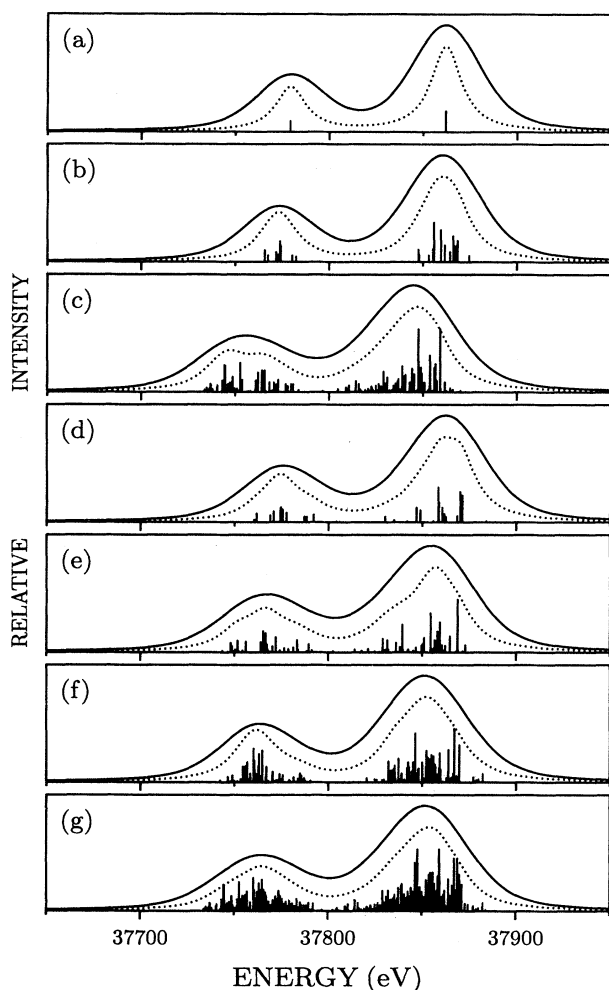 (a)
(b)
(c)
(d)
(e)
(f)
(g)
RELATIVE INTENSITY
37700 37800 37900
ENERGY (eV)